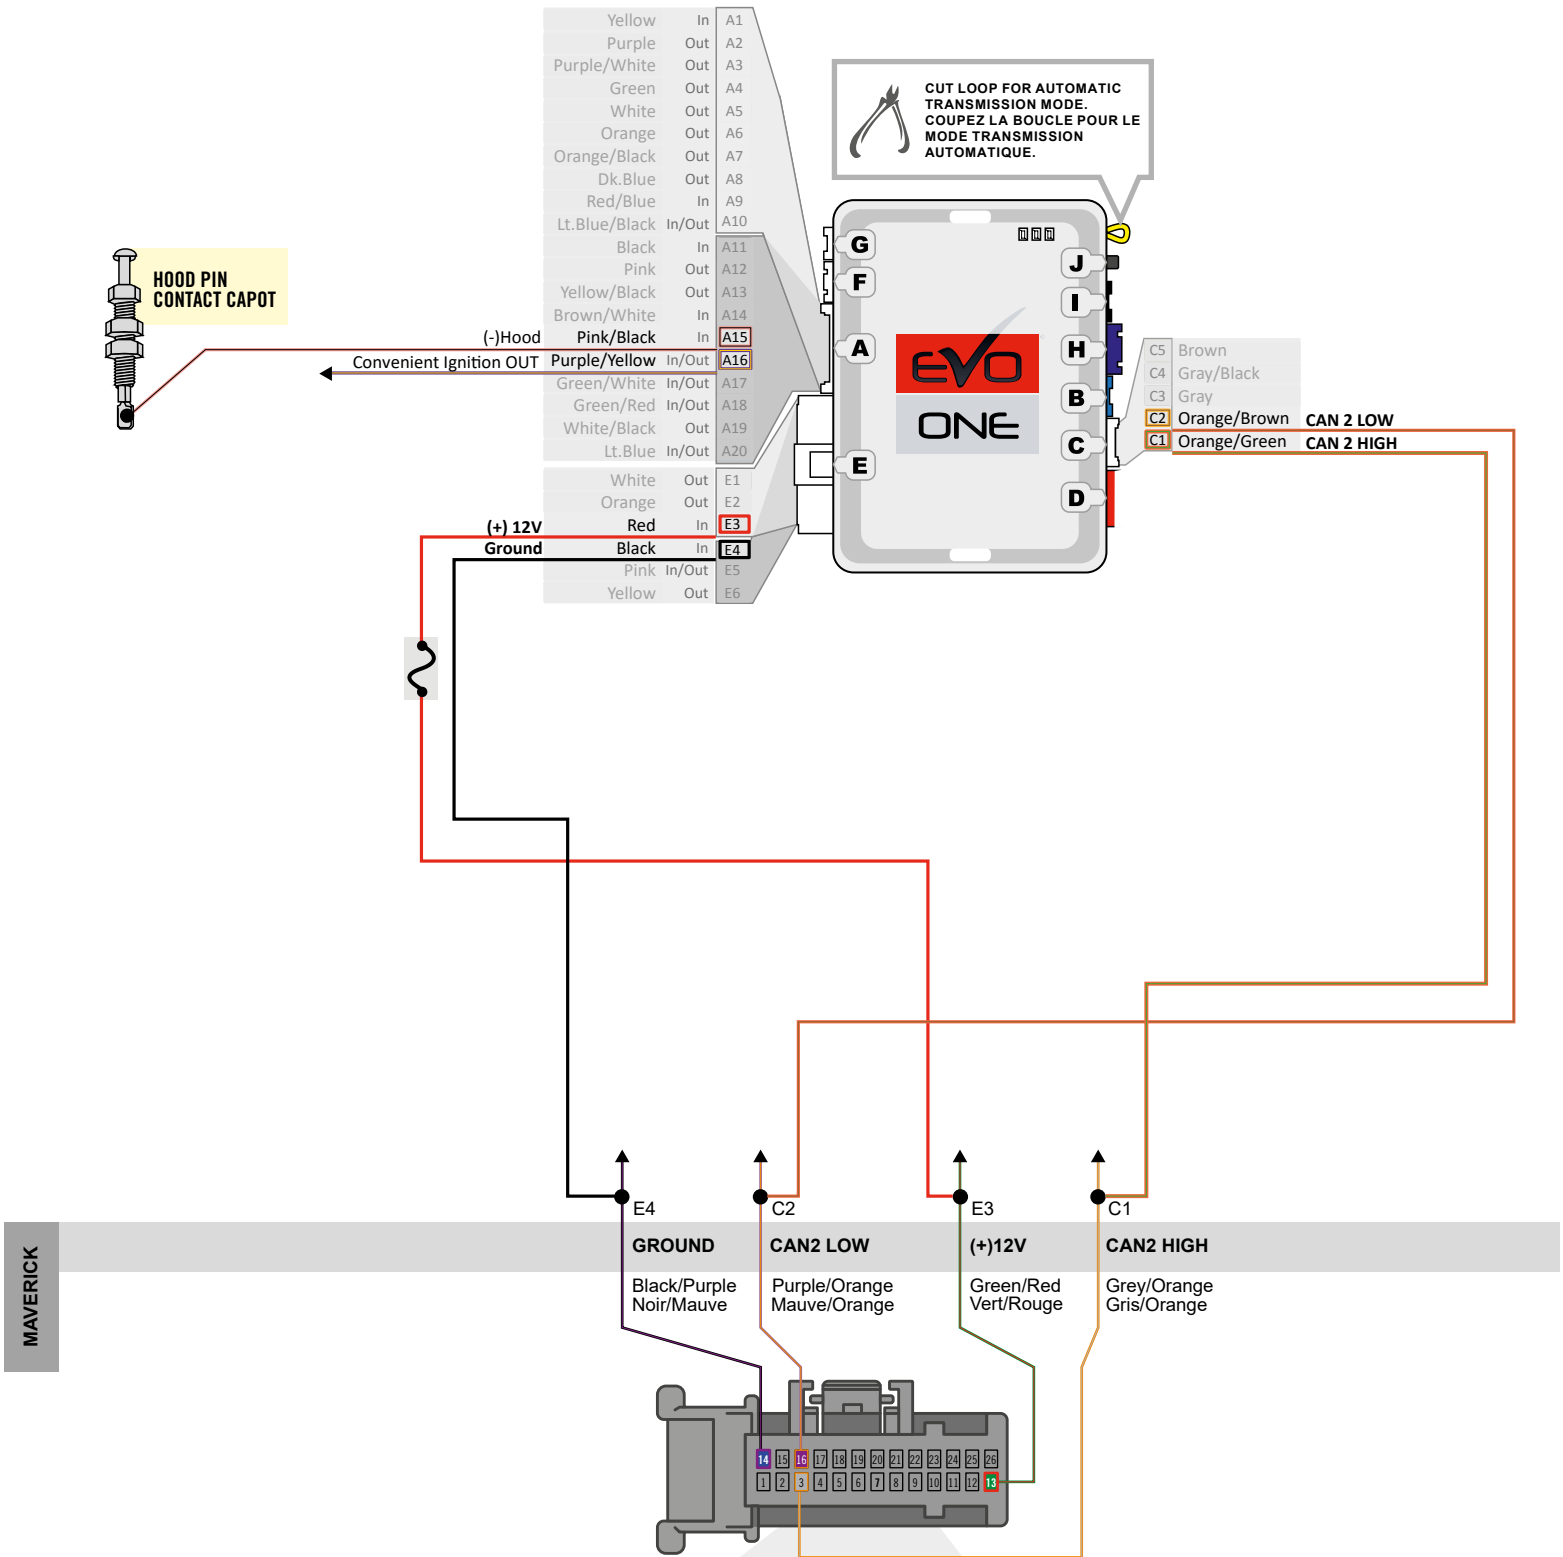 Yellow In A1
Purple Out A2
Purple/White Out A3
Green Out A4
White Out A5
Orange Out A6
Orange/Black Out A7
Dk.Blue Out A8
Red/Blue In A9
Lt.Blue/Black In/Out A10
Black In A11
Pink Out A12
Yellow/Black Out A13
Brown/White In A14
(-)Hood Pink/Black In A15
Convenient Ignition OUT Purple/Yellow In/Out A16
Green/White In/Out A17
Green/Red In/Out A18
White/Black Out A19
Lt.Blue In/Out A20
White Out E1
Orange Out E2
(+) 12V Red In E3
Ground Black In E4
Pink In/Out E5
Yellow Out E6
HOOD PIN
CONTACT CAPOT
CUT LOOP FOR AUTOMATIC
TRANSMISSION MODE.
COUPEZ LA BOUCLE POUR LE
MODE TRANSMISSION
AUTOMATIQUE.
G
F
A
E
J
I
H
B
C
D
EVO
ONE
C5 Brown
C4 Gray/Black
C3 Gray
C2 Orange/Brown CAN 2 LOW
C1 Orange/Green CAN 2 HIGH
E4 C2 E3 C1
MAVERICK
GROUND CAN2 LOW (+)12V CAN2 HIGH
Black/Purple Purple/Orange Green/Red Grey/Orange
Noir/Mauve Mauve/Orange Vert/Rouge Gris/Orange
14 15 16 17 18 19 20 21 22 23 24 25 26
1 2 3 4 5 6 7 8 9 10 11 12 13